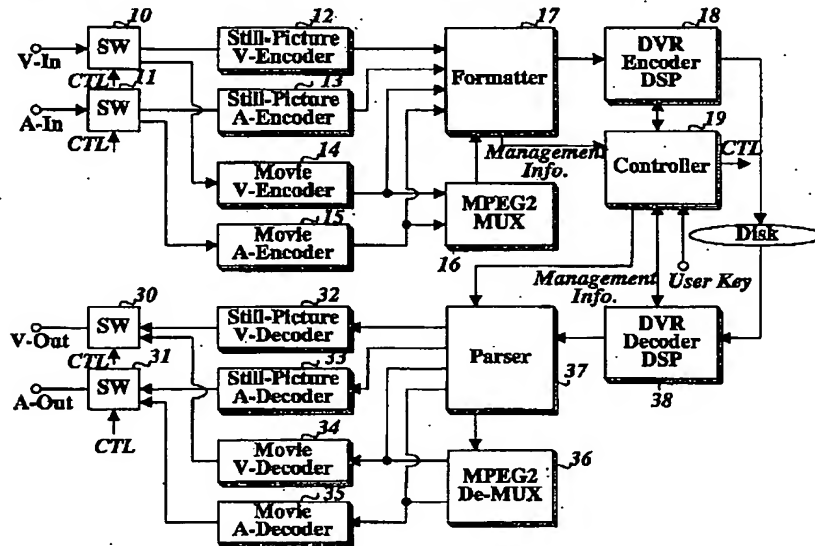 10
12
17
18
V-In
SW
Still-Picture
V-Encoder
Formatter
DVR
Encoder
DSP
CTL
11
13
A-In
SW
Still-Picture
A-Encoder
19
CTL
14
Management
Info.
Controller
CTL
Movie
V-Encoder
MPEG2
MUX
15
Movie
A-Encoder
16
Disk
Management
Info.
User Key
30
32
V-Out
SW
Still-Picture
V-Decoder
Parser
DVR
Decoder
DSP
CTL
31
33
37
A-Out
SW
Still-Picture
A-Decoder
38
CTL
34
Movie
V-Decoder
36
MPEG2
De-MUX
35
Movie
A-Decoder